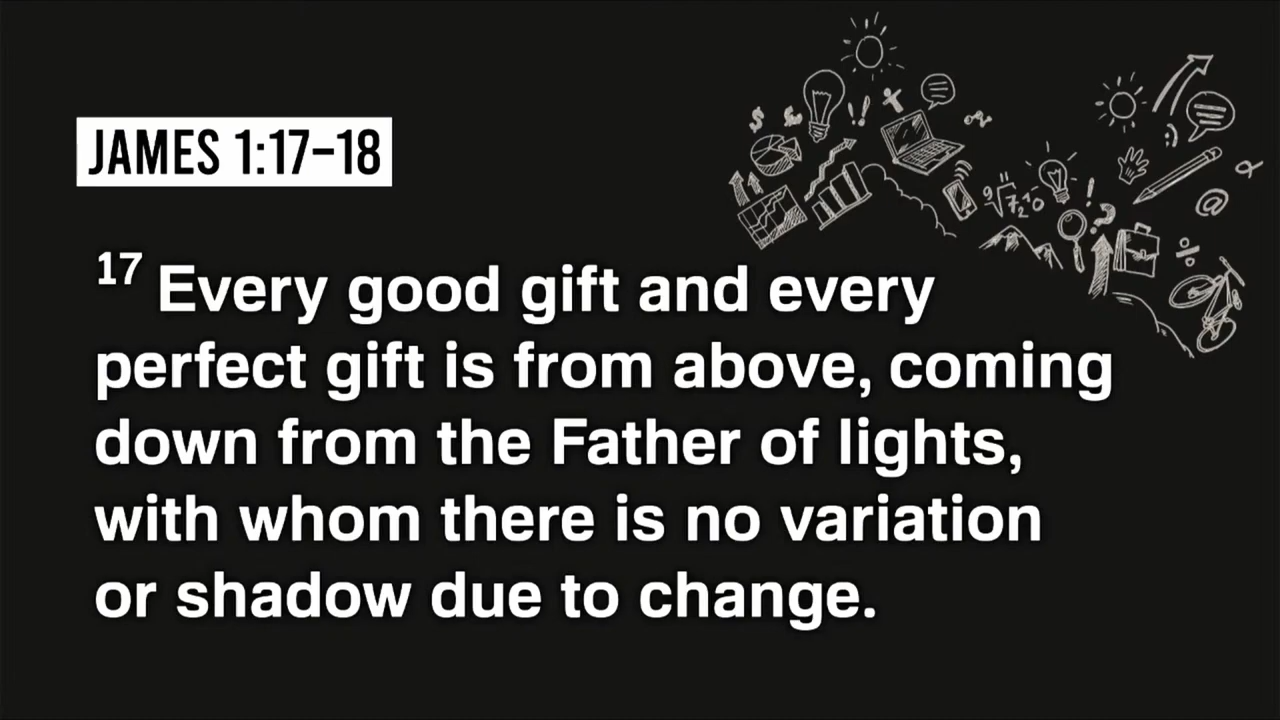 JAMES 1:17–18
17 Every good gift and every
perfect gift is from above, coming
down from the Father of lights,
with whom there is no variation
or shadow due to change.